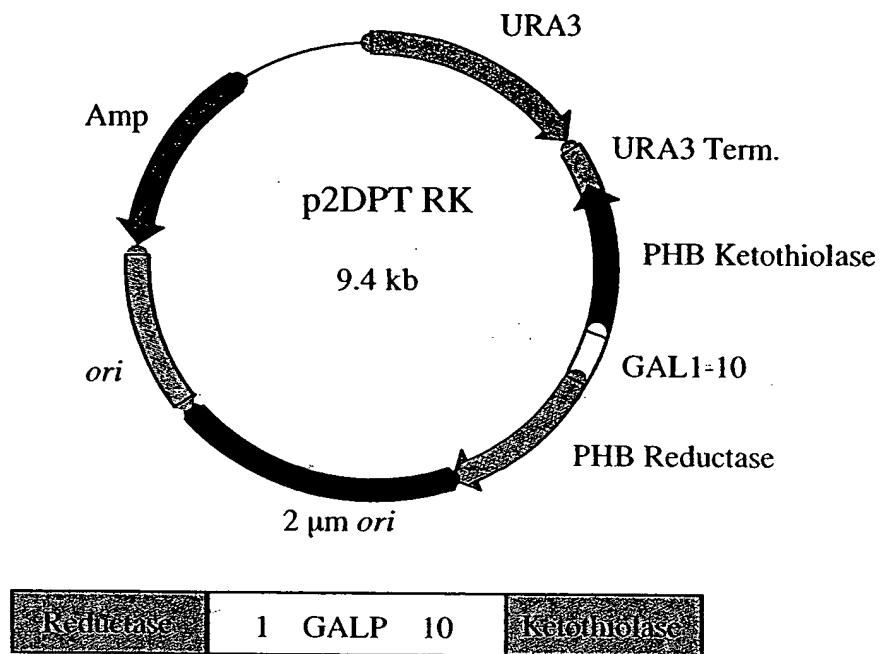 URA3
Amp
URA3 Term.
p2DPT RK
PHB Ketothiolase
9.4 kb
ori
GAL1-10
PHB Reductase
2 µm ori
Reductase 1 GALP 10 Ketothiolase